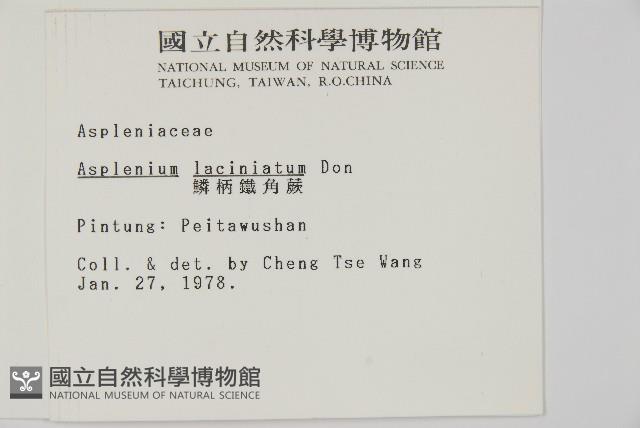 國立自然科學博物館
NATIONAL MUSEUM OF NATURAL SCIENCE
TAICHUNG, TAIWAN, R.O.CHINA
Aspleniaceae
Asplenium laciniatum Don
鱗柄鐵角蕨
Pintung: Peitawushan
Coll. & det. by Cheng Tse Wang
Jan. 27, 1978.
國立自然科學博物館
NATIONAL MUSEUM OF NATURAL SCIENCE